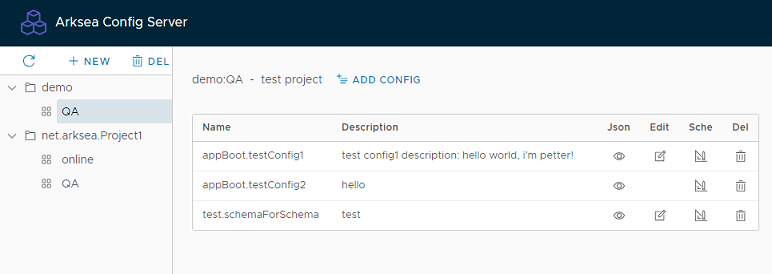 Arksea Config Server
+ NEW DEL
demo
QA
net.arksea.Project1
online
QA
demo:QA - test project ADD CONFIG
Name Description Json Edit Sche Del
appBoot.testConfig1 test config1 description: hello world, i'm petter!
appBoot.testConfig2 hello
test.schemaForSchema test